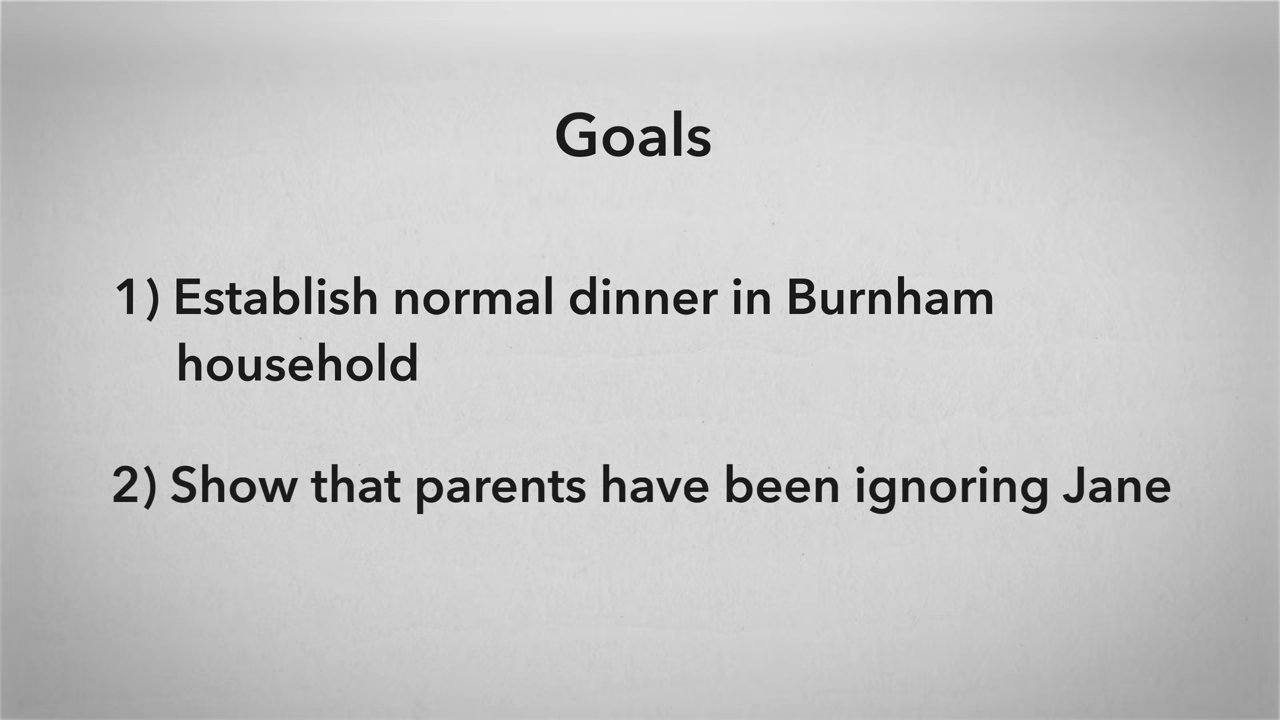 Goals
1) Establish normal dinner in Burnham
household
2) Show that parents have been ignoring Jane